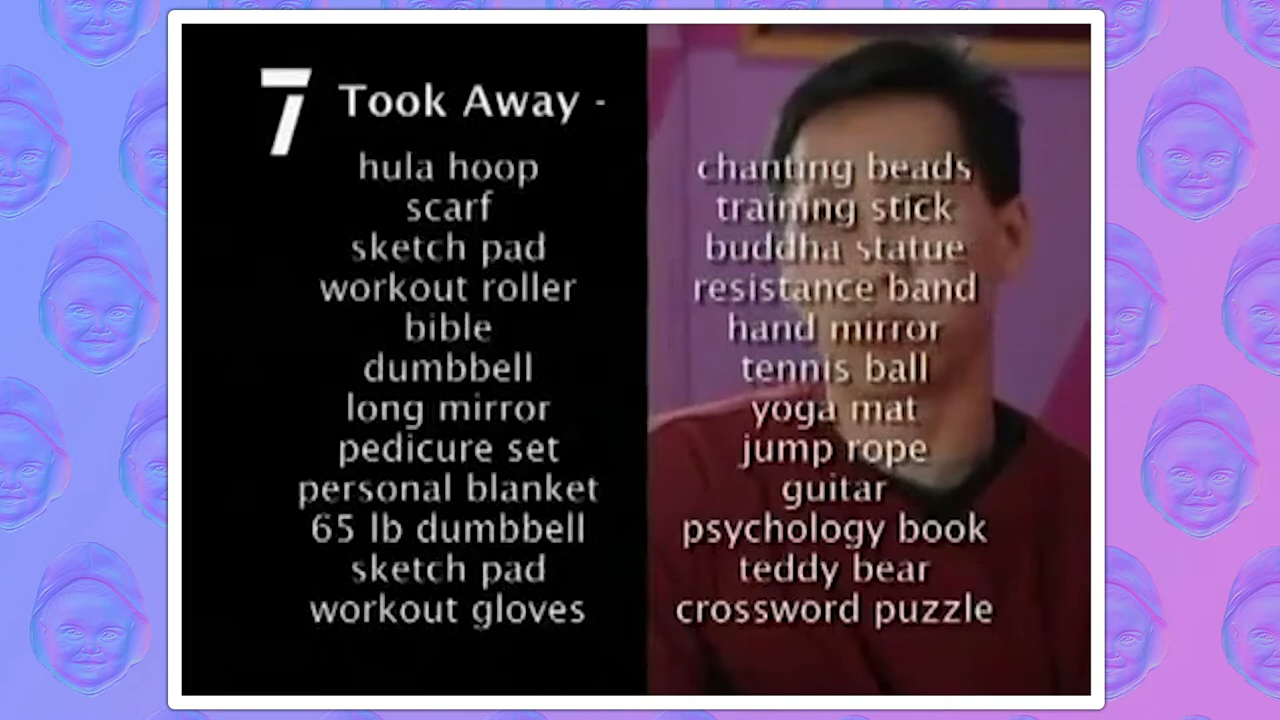 7 Took Away -
hula hoop
scarf
sketch pad
workout roller
bible
dumbbell
long mirror
pedicure set
personal blanket
65 lb dumbbell
sketch pad
workout gloves
chanting beads
training stick
buddha statue
resistance band
hand mirror
tennis ball
yoga mat
jump rope
guitar
psychology book
teddy bear
crossword puzzle